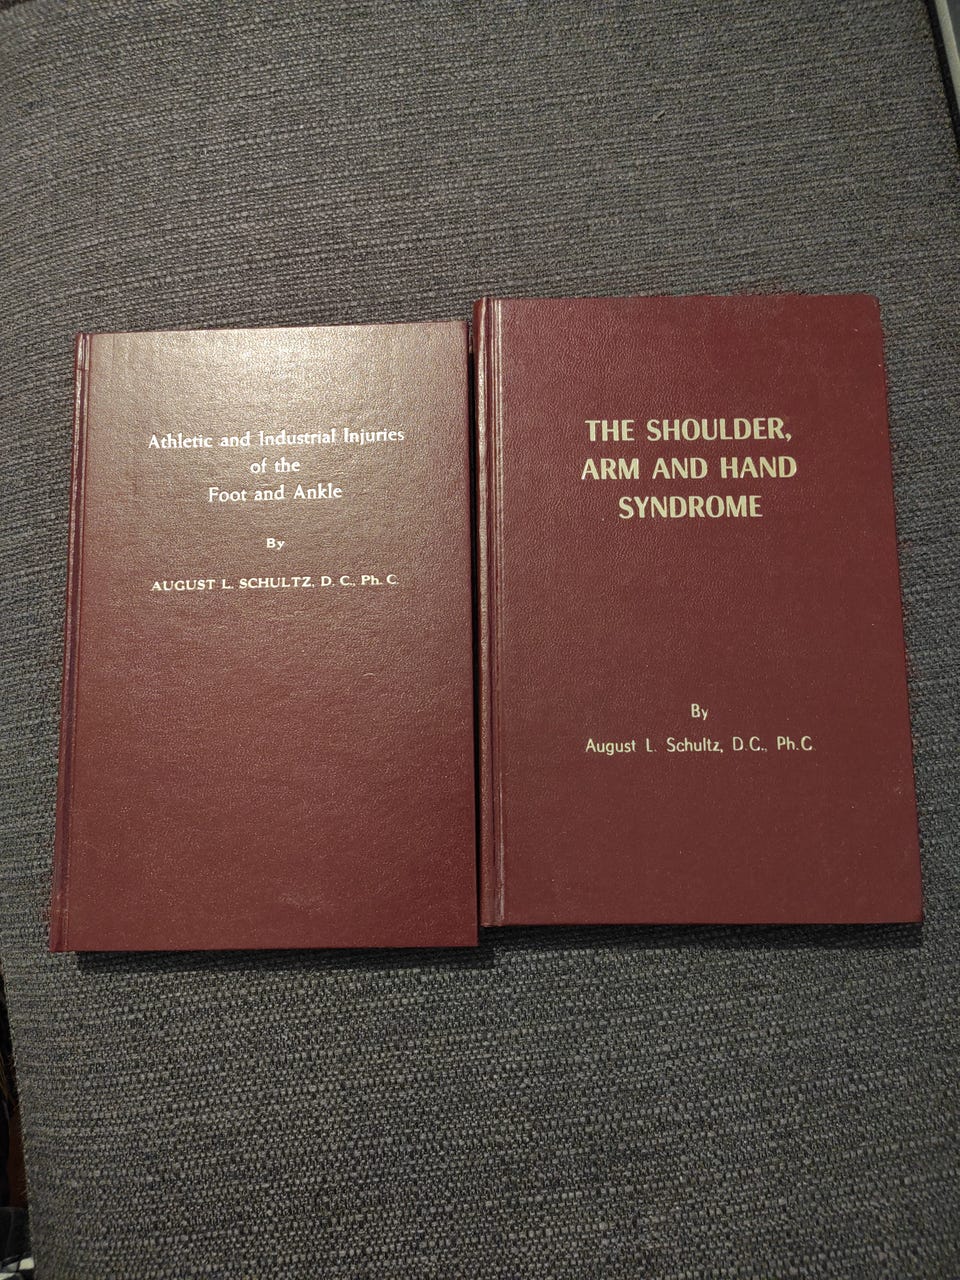 Athletic and Industrial Injuries
of the
Foot and Ankle
By
AUGUST L. SCHULTZ, D. C., Ph. C.
THE SHOULDER,
ARM AND HAND
SYNDROME
By
August L. Schultz, D.C., Ph.C.